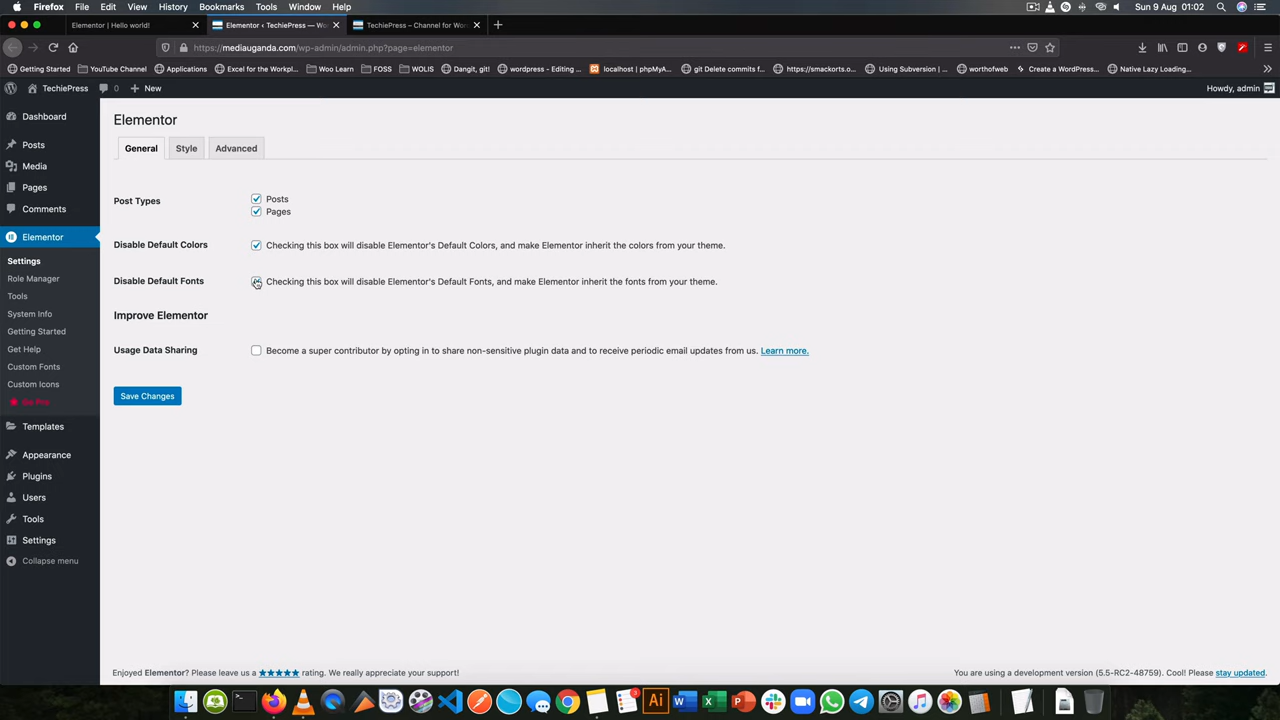 Firefox File Edit View History Bookmarks Tools Window Help Sun 9 Aug 01:02
Elementor | Hello world! Elementor ‹ TechiePress — Wo TechiePress – Channel for Wor
https://mediauganda.com/wp-admin/admin.php?page=elementor
Getting Started YouTube Channel Applications Excel for the Workpl... Woo Learn FOSS WOLIS Dangit, git! wordpress - Editing ... localhost | phpMyA... git Delete commits f... https://smackorts.o... Using Subversion (... worthofweb Create a WordPress... Native Lazy Loading...
TechiePress 0 New Howdy, admin
Dashboard
Posts
Media
Pages
Comments
Elementor
Settings
Role Manager
Tools
System Info
Getting Started
Get Help
Custom Fonts
Custom Icons
Go Pro
Templates
Appearance
Plugins
Users
Tools
Settings
Collapse menu
Elementor
General Style Advanced
Post Types Posts
Pages
Disable Default Colors Checking this box will disable Elementor's Default Colors, and make Elementor inherit the colors from your theme.
Disable Default Fonts Checking this box will disable Elementor's Default Fonts, and make Elementor inherit the fonts from your theme.
Improve Elementor
Usage Data Sharing Become a super contributor by opting in to share non-sensitive plugin data and to receive periodic email updates from us. Learn more.
Save Changes
Enjoyed Elementor? Please leave us a ★★★★★ rating. We really appreciate your support! You are using a development version (5.5-RC2-48759). Cool! Please stay updated.
3
Ai